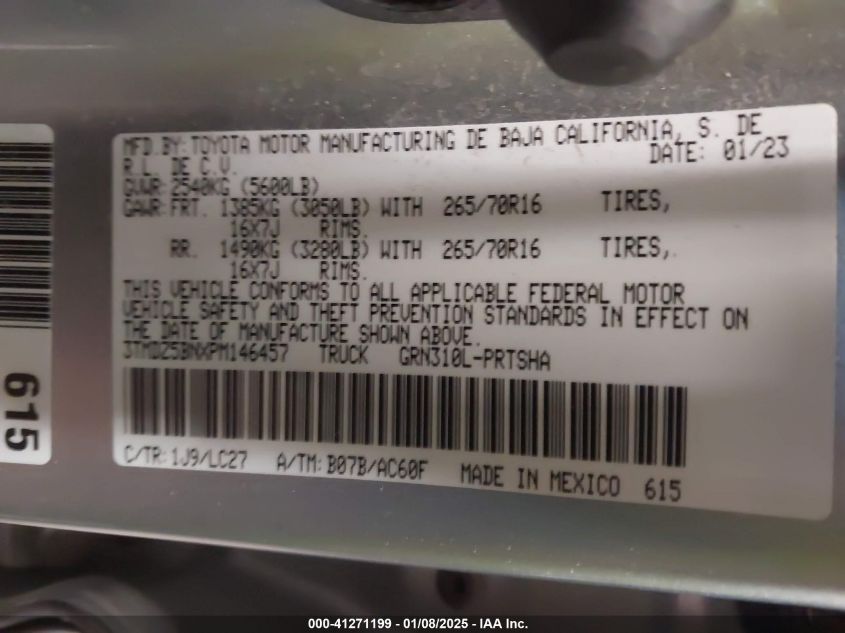 MFD.BY: TOYOTA MOTOR MANUFACTURING DE BAJA CALIFORNIA, S. DE
R.L. DE C.V. DATE: 01/23
GVWR: 2540KG (5600LB)
GAWR: FRT. 1385KG (3050LB) WITH 265/70R16 TIRES,
16X7J RIMS.
RR. 1490KG (3280LB) WITH 265/70R16 TIRES,
16X7J RIMS.
THIS VEHICLE CONFORMS TO ALL APPLICABLE FEDERAL MOTOR
VEHICLE SAFETY AND THEFT PREVENTION STANDARDS IN EFFECT ON
THE DATE OF MANUFACTURE SHOWN ABOVE.
3TMDZ5BNXPM146457 TRUCK GRN310L-PRTSHA
C/TR: 1J9/LC27 A/TM: B07B/AC60F MADE IN MEXICO 615
615
000-41271199 - 01/08/2025 - IAA Inc.